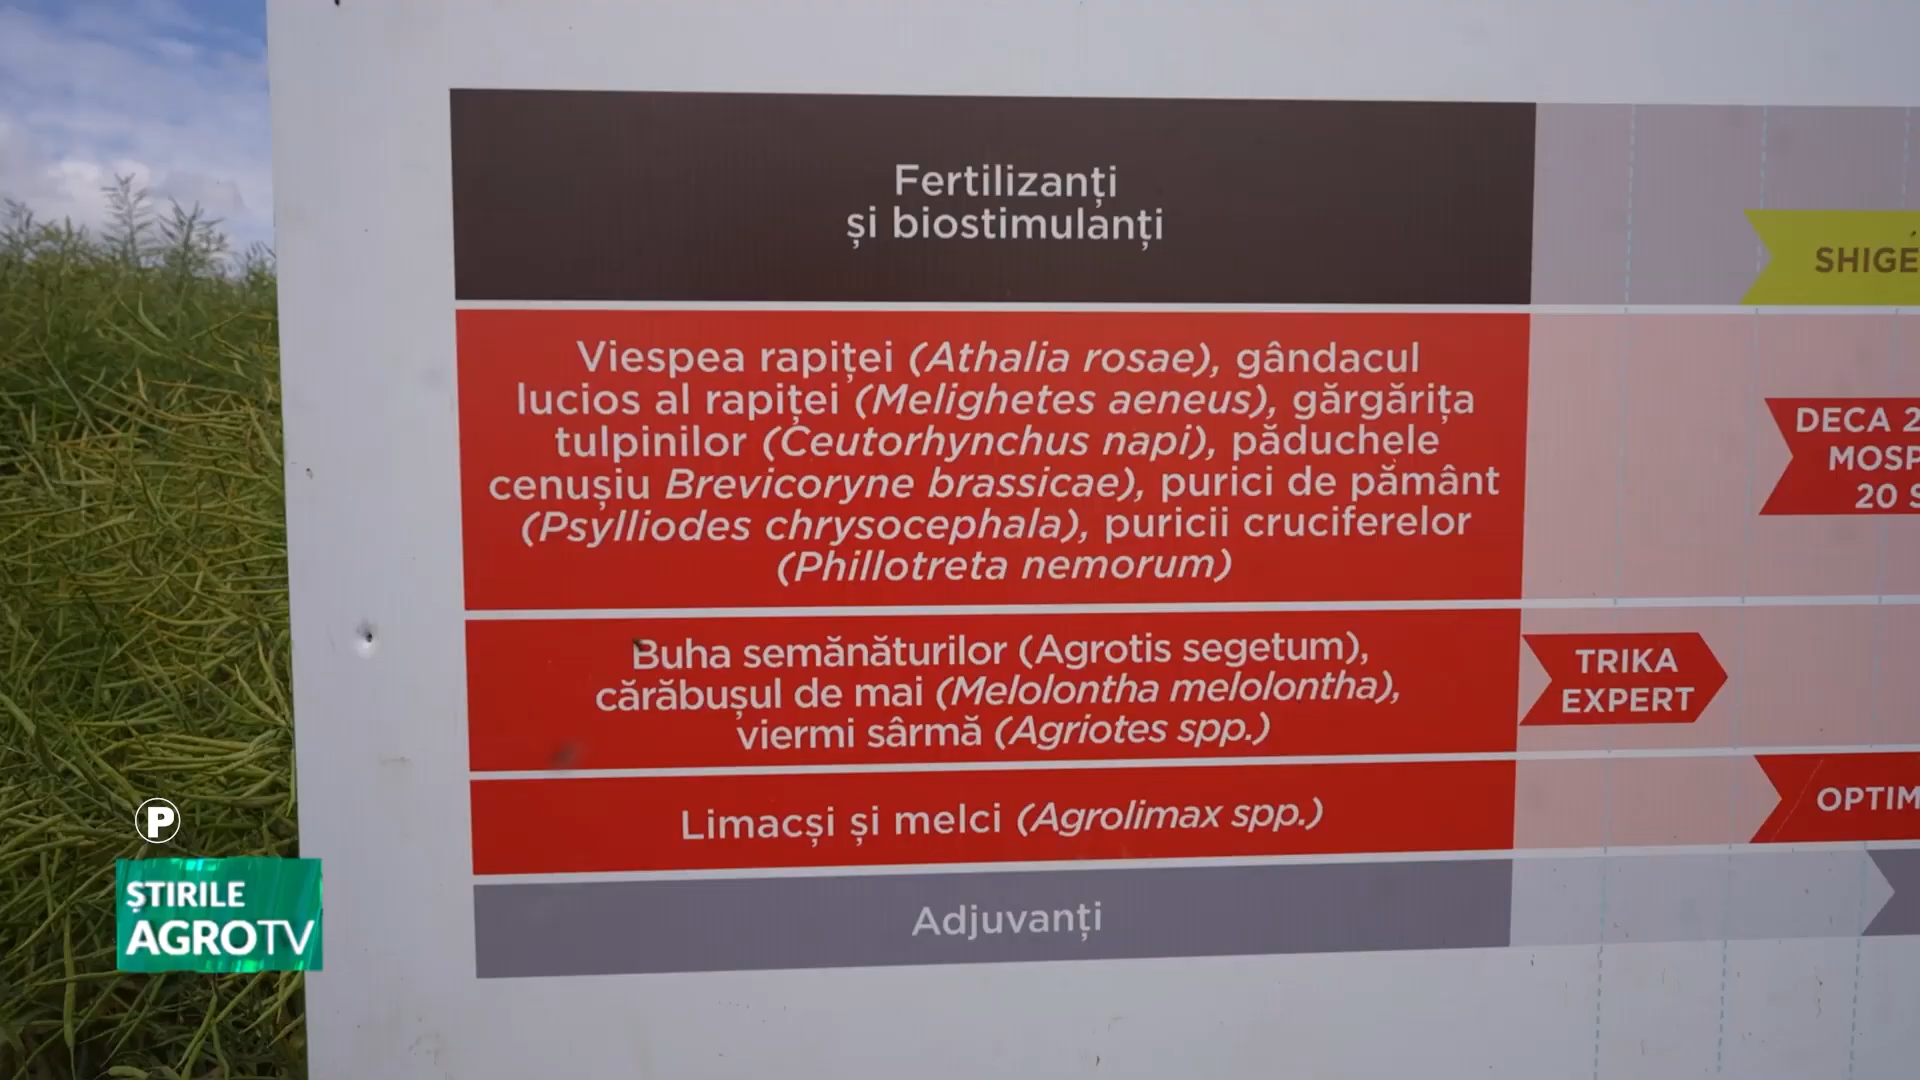 Fertilizanți
și biostimulanți
SHIGE
Viespea rapiței (Athalia rosae), gândacul
lucios al rapiței (Melighetes aeneus), gărgărița
tulpinilor (Ceutorhynchus napi), păduchele
cenușiu Brevicoryne brassicae), purici de pământ
(Psylliodes chrysocephala), puricii cruciferelor
(Phillotreta nemorum)
DECA 2
MOSP
20 S
Buha semănăturilor (Agrotis segetum),
cărăbușul de mai (Melolontha melolontha),
viermi sârmă (Agriotes spp.)
TRIKA
EXPERT
Limacși și melci (Agrolimax spp.)
OPTIM
Adjuvanți
P
ȘTIRILE
AGROTV